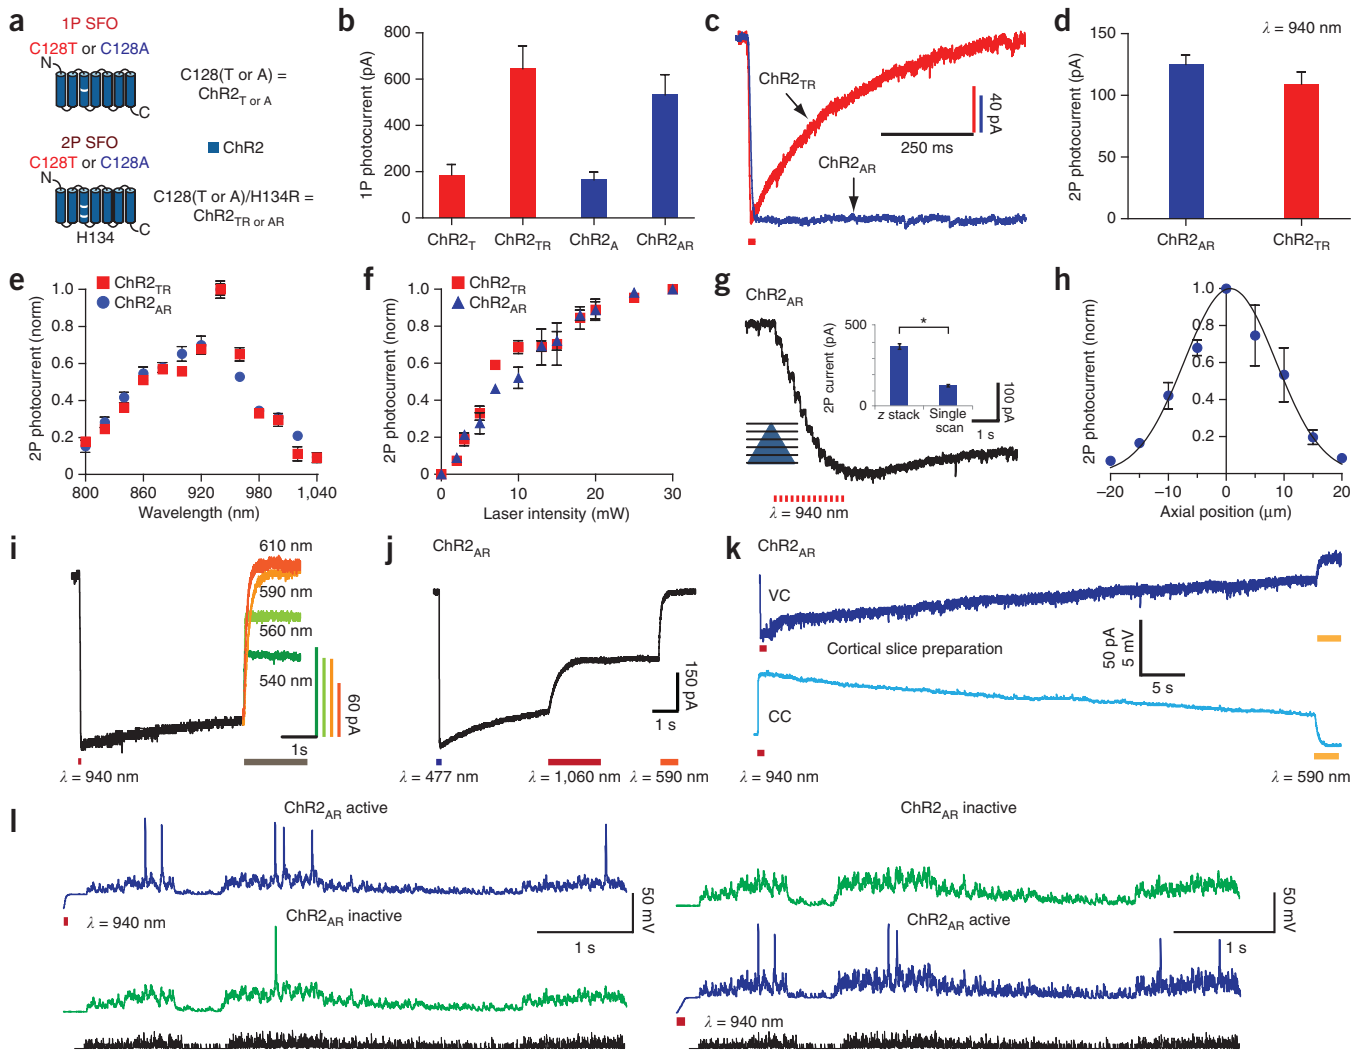 a
1P SFO
C128T or C128A
N
C
C128(T or A) =
ChR2T or A
2P SFO
ChR2
C128T or C128A
N
C
H134
C128(T or A)/H134R =
ChR2TR or AR
b
1P photocurrent (pA)
800
600
400
200
0
ChR2T
ChR2TR
ChR2A
ChR2AR
c
ChR2TR
ChR2AR
40 pA
250 ms
d
λ = 940 nm
2P photocurrent (pA)
150
100
50
0
ChR2AR
ChR2TR
e
ChR2TR
ChR2AR
2P photocurrent (norm)
1.0
0.8
0.6
0.4
0.2
0
800
860
920
980
1,040
Wavelength (nm)
f
ChR2TR
ChR2AR
2P photocurrent (norm)
1.0
0.8
0.6
0.4
0.2
0
0
10
20
30
Laser intensity (mW)
g
ChR2AR
2P current (pA)
500
0
*
z stack
Single
scan
100 pA
1 s
λ = 940 nm
h
2P photocurrent (norm)
1.0
0.8
0.6
0.4
0.2
–20
–10
0
10
20
Axial position (μm)
i
610 nm
590 nm
560 nm
540 nm
60 pA
1s
λ = 940 nm
j
ChR2AR
150 pA
1 s
λ = 477 nm
λ = 1,060 nm
λ = 590 nm
k
ChR2AR
VC
Cortical slice preparation
CC
50 pA
5 mV
5 s
λ = 940 nm
λ = 590 nm
l
ChR2AR active
λ = 940 nm
ChR2AR inactive
50 mV
1 s
ChR2AR inactive
ChR2AR active
50 mV
1 s
λ = 940 nm